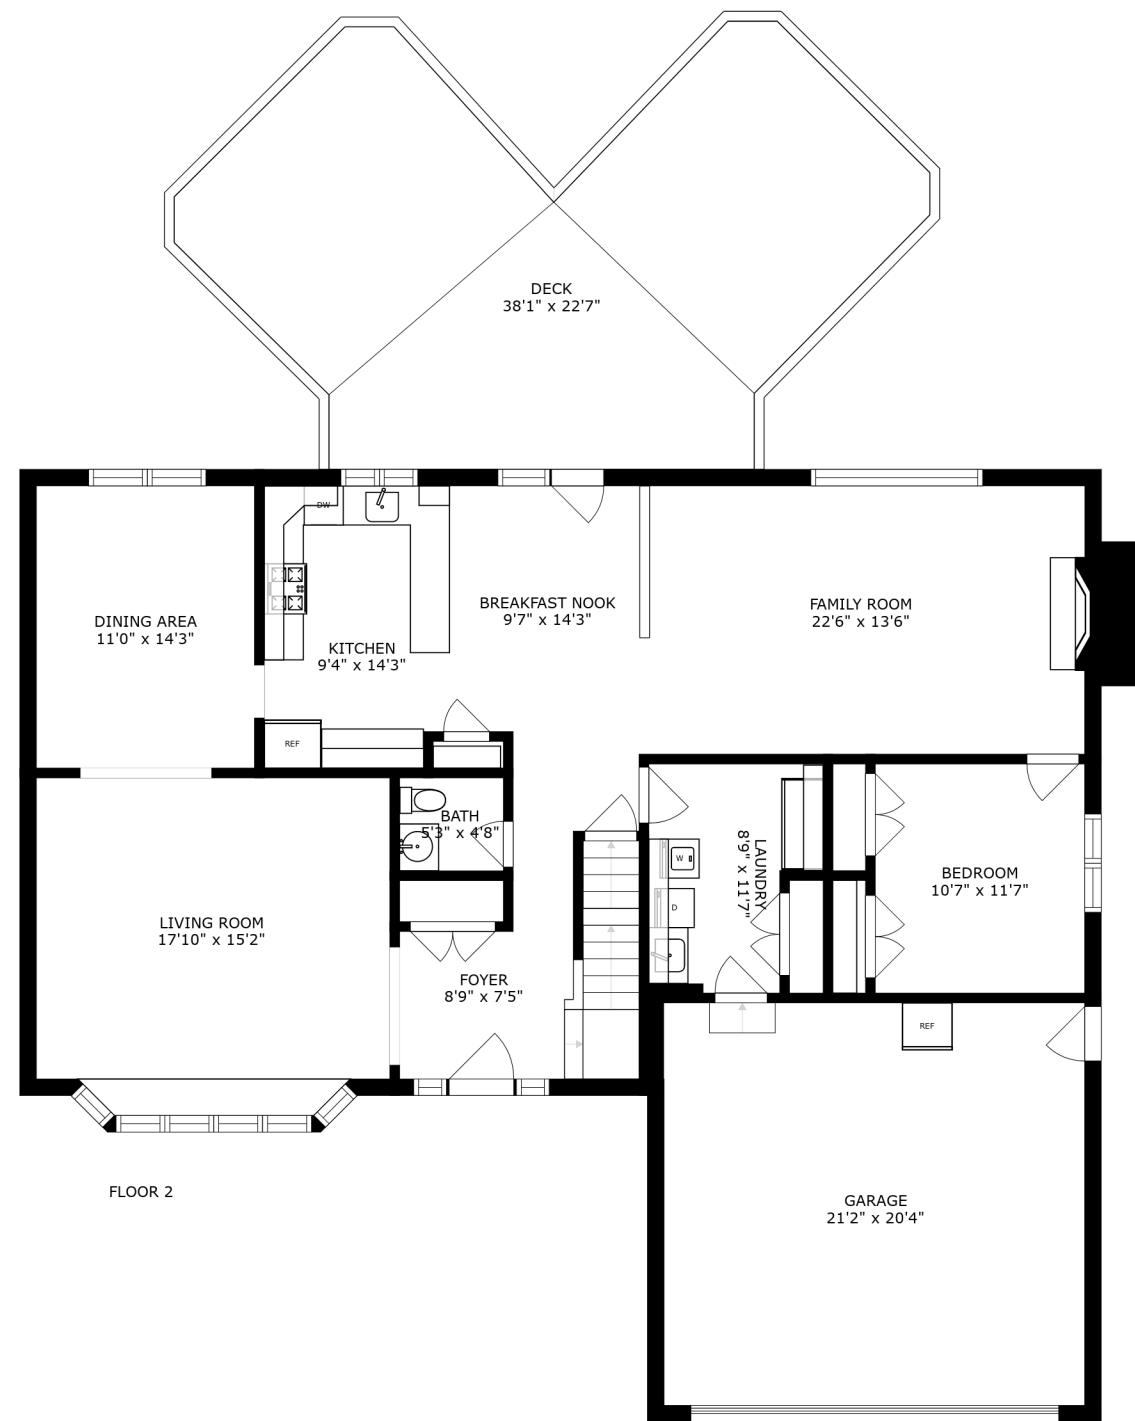 DECK
38'1" x 22'7"
DW
DINING AREA
11'0" x 14'3"
BREAKFAST NOOK
9'7" x 14'3"
FAMILY ROOM
22'6" x 13'6"
KITCHEN
9'4" x 14'3"
REF
BATH
5'3" x 4'8"
W
D
LAUNDRY
8'9" x 11'7"
BEDROOM
10'7" x 11'7"
LIVING ROOM
17'10" x 15'2"
FOYER
8'9" x 7'5"
REF
FLOOR 2
GARAGE
21'2" x 20'4"